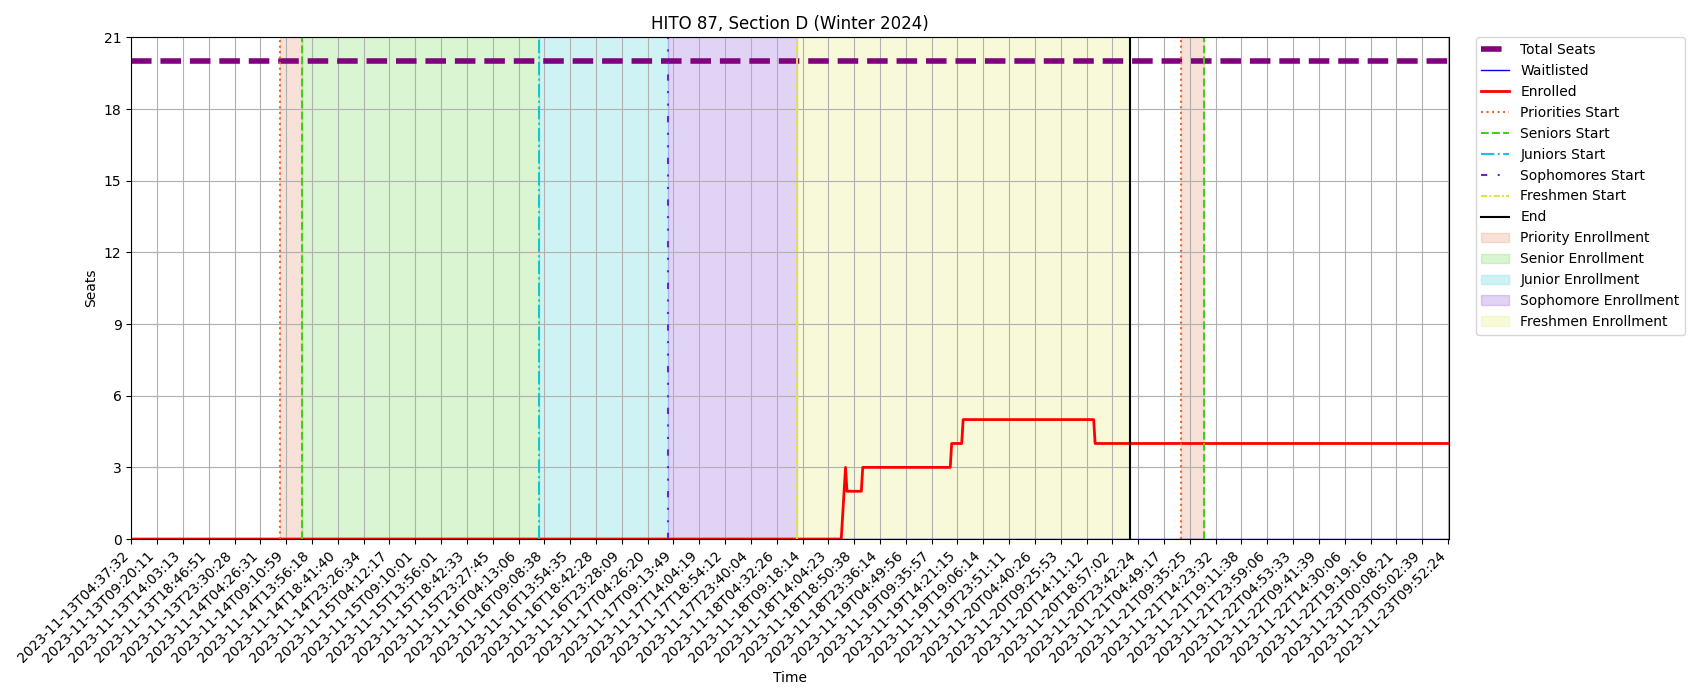 HITO 87, Section D (Winter 2024)
21
18
15
12
9
6
3
0
Seats
2023-11-13T04:37:32
2023-11-13T09:20:11
2023-11-13T14:03:13
2023-11-13T18:46:51
2023-11-13T23:30:28
2023-11-14T04:26:31
2023-11-14T09:10:59
2023-11-14T13:56:18
2023-11-14T18:41:40
2023-11-14T23:26:34
2023-11-15T04:12:17
2023-11-15T09:10:01
2023-11-15T13:56:01
2023-11-15T18:42:33
2023-11-15T23:27:45
2023-11-16T04:13:06
2023-11-16T09:08:38
2023-11-16T13:54:35
2023-11-16T18:42:28
2023-11-16T23:28:09
2023-11-17T04:26:20
2023-11-17T09:13:49
2023-11-17T14:04:19
2023-11-17T18:54:12
2023-11-17T23:40:04
2023-11-18T04:32:26
2023-11-18T09:18:14
2023-11-18T14:04:23
2023-11-18T18:50:38
2023-11-18T23:36:14
2023-11-19T04:49:56
2023-11-19T09:35:57
2023-11-19T14:21:15
2023-11-19T19:06:14
2023-11-19T23:51:11
2023-11-20T04:40:26
2023-11-20T09:25:53
2023-11-20T14:11:12
2023-11-20T18:57:02
2023-11-20T23:42:24
2023-11-21T04:49:17
2023-11-21T09:35:25
2023-11-21T14:23:32
2023-11-21T19:11:38
2023-11-21T23:59:06
2023-11-22T04:53:33
2023-11-22T09:41:39
2023-11-22T14:30:06
2023-11-22T19:19:16
2023-11-23T00:08:21
2023-11-23T05:02:39
2023-11-23T09:52:24
Time
Total Seats
Waitlisted
Enrolled
Priorities Start
Seniors Start
Juniors Start
Sophomores Start
Freshmen Start
End
Priority Enrollment
Senior Enrollment
Junior Enrollment
Sophomore Enrollment
Freshmen Enrollment